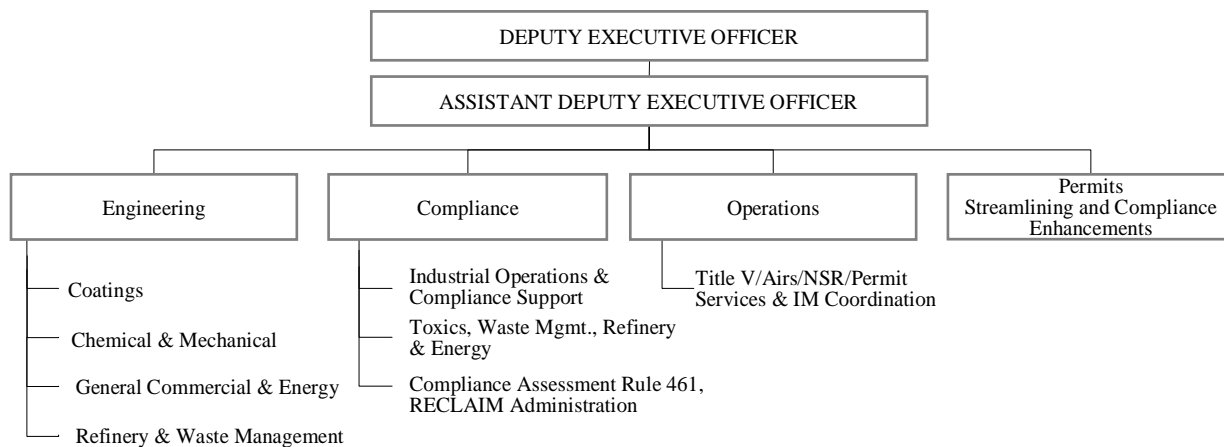 DEPUTY EXECUTIVE OFFICER
ASSISTANT DEPUTY EXECUTIVE OFFICER
Engineering
Coatings
Chemical & Mechanical
General Commercial & Energy
Refinery & Waste Management
Compliance
Industrial Operations &
Compliance Support
Toxics, Waste Mgmt., Refinery
& Energy
Compliance Assessment Rule 461,
RECLAIM Administration
Operations
Title V/Airs/NSR/Permit
Services & IM Coordination
Permits
Streamlining and Compliance
Enhancements